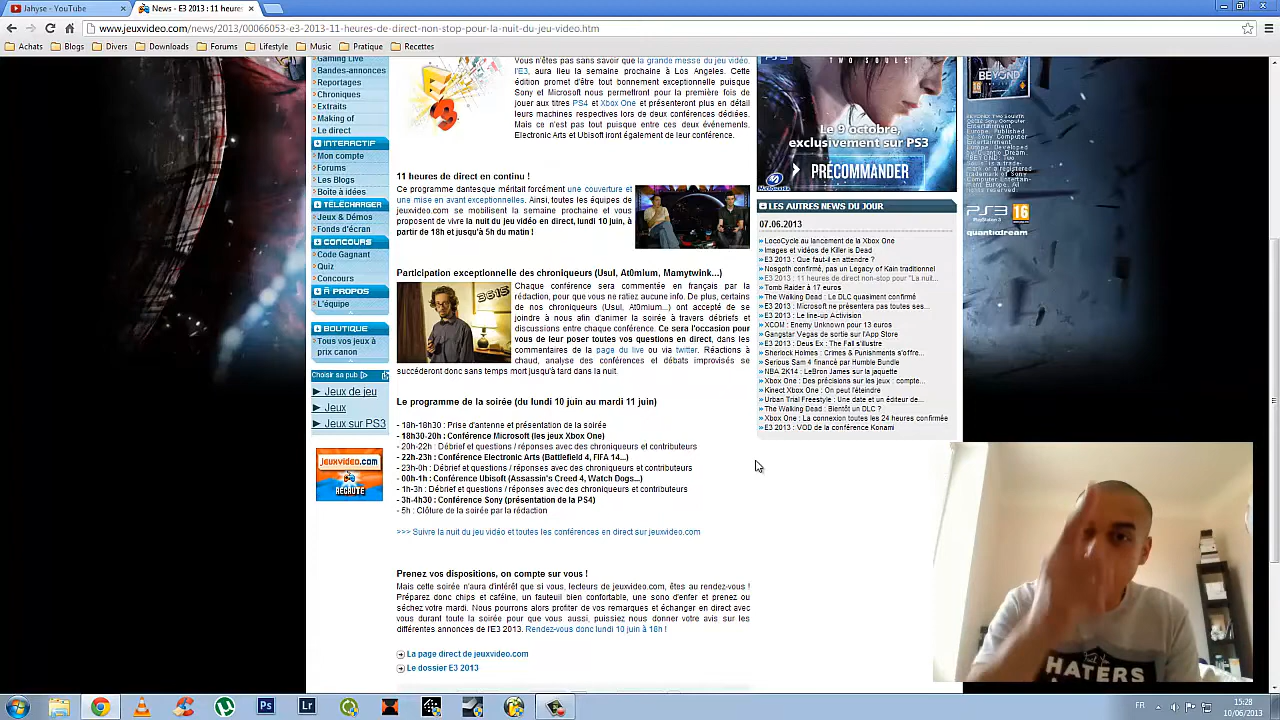 Jahyse - YouTube
News - E3 2013 : 11 heures
www.jeuxvideo.com/news/2013/00066053-e3-2013-11-heures-de-direct-non-stop-pour-la-nuit-du-jeu-video.htm
Achats
Blogs
Divers
Downloads
Forums
Lifestyle
Music
Pratique
Recettes
Gaming Live
Bandes-annonces
Reportages
Chroniques
Extraits
Making of
Le direct
INTERACTIF
Mon compte
Forums
Les Blogs
Boite à idées
TÉLÉCHARGER
Jeux & Démos
Fonds d'écran
CONCOURS
Code Gagnant
Quiz
Concours
À PROPOS
L'équipe
BOUTIQUE
Tous vos jeux à
prix canon
Choisir sa pub
► Jeux de jeu
► Jeux
► Jeux sur PS3
jeuxvideo.com
RECRUTE
Vous n'êtes pas sans savoir que la grande messe du jeu vidéo,
l'E3, aura lieu la semaine prochaine à Los Angeles. Cette
édition promet d'être tout bonnement exceptionnelle puisque
Sony et Microsoft nous permettront pour la première fois de
jouer aux titres PS4 et Xbox One et présenteront plus en détail
leurs machines respectives lors de deux conférences dédiées.
Mais ce n'est pas tout puisque entre ces deux événements,
Electronic Arts et Ubisoft tiront également de leur conférence.
11 heures de direct en continu !
Ce programme dantesque méritait forcément une couverture et
une mise en avant exceptionnelles. Ainsi, toutes les équipes de
jeuxvideo.com se mobilisent la semaine prochaine et vous
proposent de vivre la nuit du jeu vidéo en direct, lundi 10 juin, à
partir de 18h et jusqu'à 5h du matin !
Participation exceptionnelle des chroniqueurs (Usul, At0mium, Mamytwink...)
3615
Chaque conférence sera commentée en français par la
rédaction, pour que vous ne ratiez aucune info. De plus, certains
de nos chroniqueurs (Usul, At0mium...) ont accepté de se
joindre à nous afin d'animer la soirée à travers débriefs et
discussions entre chaque conférence. Ce sera l'occasion pour
vous de leur poser toutes vos questions en direct, dans les
commentaires de la page du live ou via twitter. Réactions à
chaud, analyse des conférences et débats improvisés se
succéderont donc sans temps mort jusqu'à tard dans la nuit.
Le programme de la soirée (du lundi 10 juin au mardi 11 juin)
- 18h-18h30 : Prise d'antenne et présentation de la soirée
- 18h30-20h : Conférence Microsoft (les jeux Xbox One)
- 20h-22h : Débrief et questions / réponses avec des chroniqueurs et contributeurs
- 22h-23h : Conférence Electronic Arts (Battlefield 4, FIFA 14...)
- 23h-0h : Débrief et questions / réponses avec des chroniqueurs et contributeurs
- 00h-1h : Conférence Ubisoft (Assassin's Creed 4, Watch Dogs...)
- 1h-3h : Débrief et questions / réponses avec des chroniqueurs et contributeurs
- 3h-4h30 : Conférence Sony (présentation de la PS4)
- 5h : Clôture de la soirée par la rédaction
>>> Suivre la nuit du jeu vidéo et toutes les conférences en direct sur jeuxvideo.com
Prenez vos dispositions, on compte sur vous !
Mais cette soirée n'aura d'intérêt que si vous, lecteurs de jeuxvideo.com, êtes au rendez-vous !
Préparez donc chips et caféine, un fauteuil bien confortable, une sono d'enfer et prenez ou
séchez votre mardi. Nous pourrons alors profiter de vos remarques et échanger en direct avec
vous durant toute la soirée pour que vous aussi, puissiez nous donner votre avis sur les
différentes annonces de l'E3 2013. Rendez-vous donc lundi 10 juin à 18h !
La page direct de jeuxvideo.com
Le dossier E3 2013
TWO SOULS
Le 9 octobre,
exclusivement sur PS3
PRÉCOMMANDER
LES AUTRES NEWS DU JOUR
07.06.2013
LocoCycle au lancement de la Xbox One
Images et vidéos de Killer is Dead
E3 2013 : Que faut-il en attendre ?
Nosgoth confirmé, pas un Legacy of Kain traditionnel
E3 2013 : 11 heures de direct non-stop pour "La nuit...
Tomb Raider à 17 euros
The Walking Dead : Le DLC quasiment confirmé
E3 2013 : Microsoft ne présentera pas toutes ses...
E3 2013 : Le line-up Activision
XCOM : Enemy Unknown pour 13 euros
Gangstar Vegas de sortie sur l'App Store
E3 2013 : Deus Ex : The Fall s'illustre
Sherlock Holmes : Crimes & Punishments s'offre...
Serious Sam 4 financé par Humble Bundle
NBA 2K14 : LeBron James sur la jaquette
Xbox One : Des précisions sur les jeux : compte...
Kinect Xbox One : On peut l'éteindre
Urban Trial Freestyle : Une date et un éditeur de...
The Walking Dead : Bientôt un DLC ?
Xbox One : La connexion toutes les 24 heures confirmée
E3 2013 : VOD de la conférence Konami
BEYOND
PS3
16
quanticdream
HATERS
FR
15:28
10/06/2013